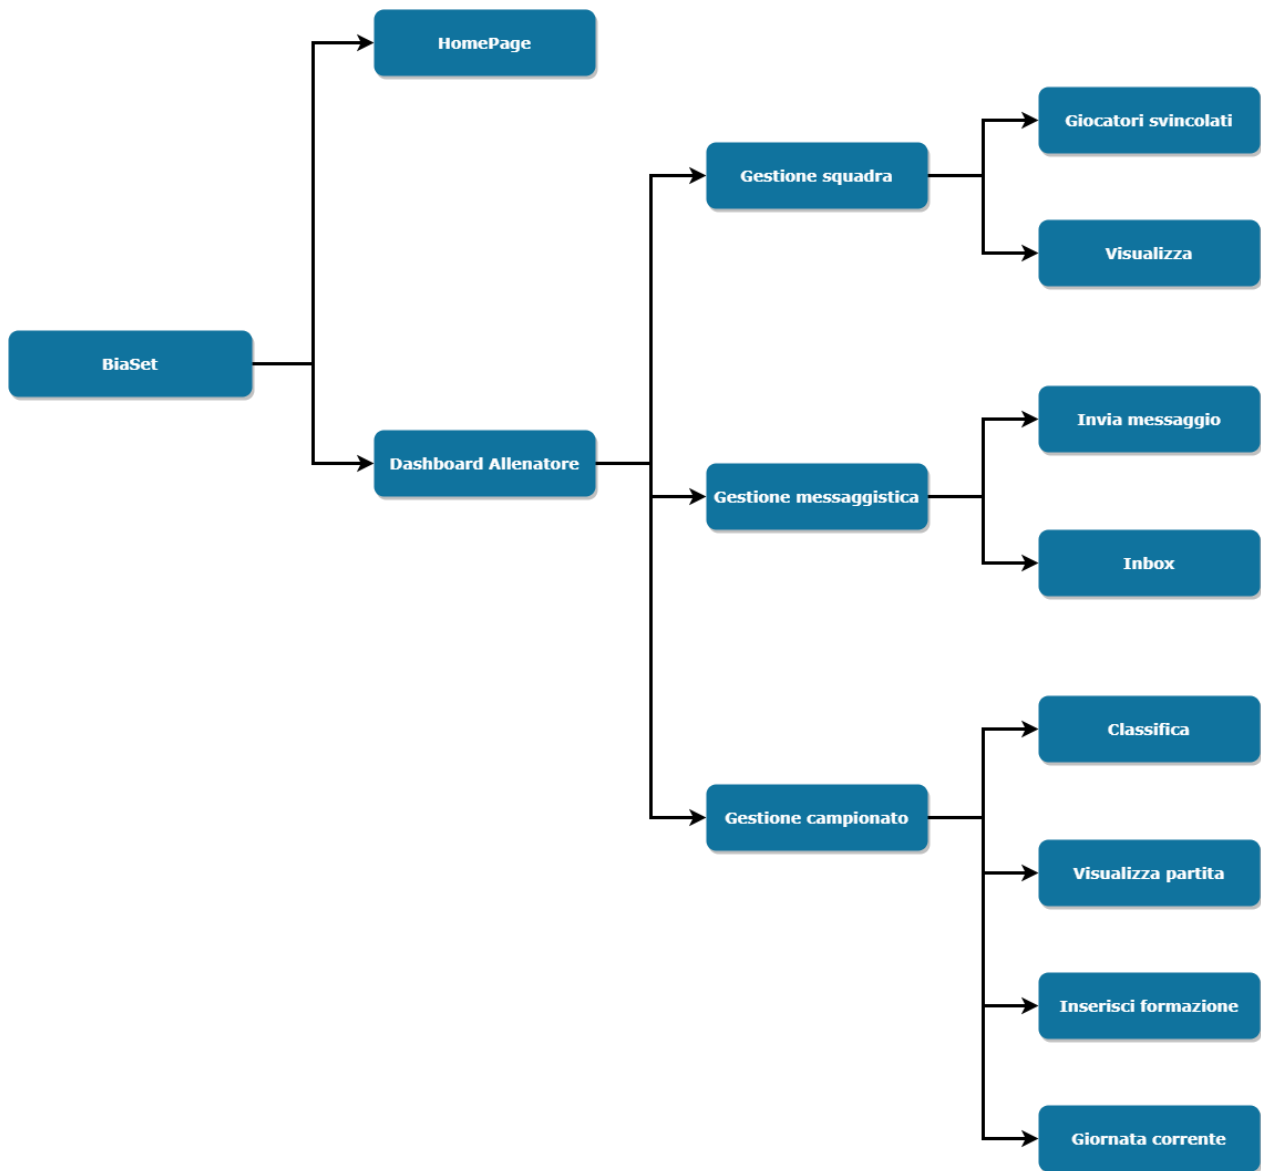 HomePage
Giocatori svincolati
Gestione squadra
Visualizza
BiaSet
Invia messaggio
Dashboard Allenatore
Gestione messaggistica
Inbox
Classifica
Gestione campionato
Visualizza partita
Inserisci formazione
Giornata corrente